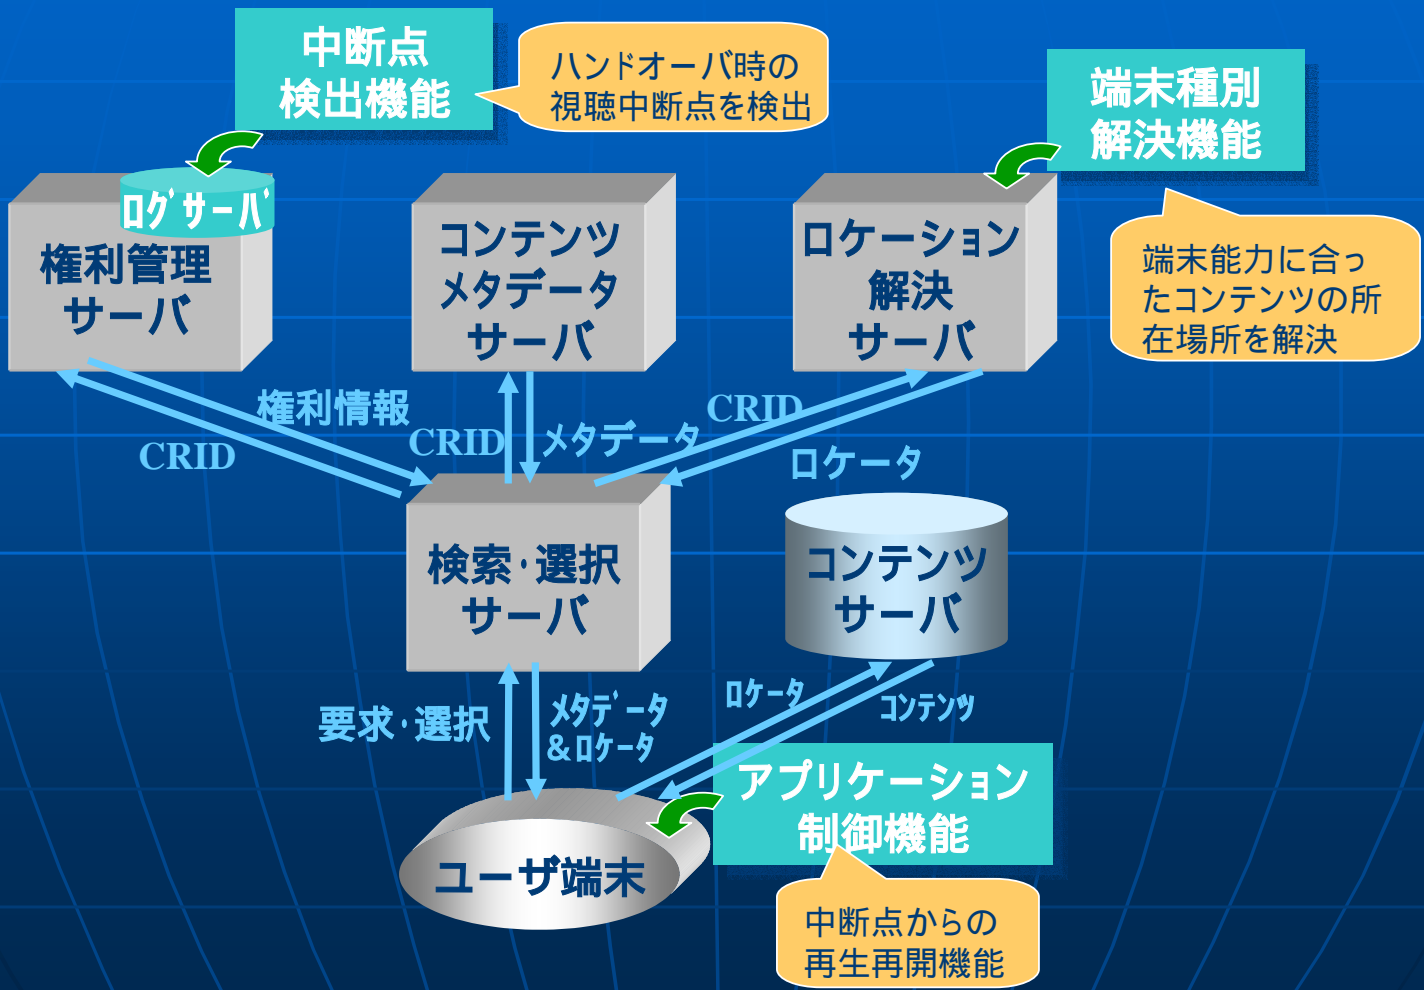 中断点
検出機能
ハンドオーバ時の
視聴中断点を検出
端末種別
解決機能
ﾛｸﾞｻｰﾊﾞ
権利管理
サーバ
コンテンツ
メタデータ
サーバ
ロケーション
解決
サーバ
端末能力に合っ
たコンテンツの所
在場所を解決
権利情報
CRID
CRID
メタデータ
CRID
ロケータ
検索・選択
サーバ
コンテンツ
サーバ
要求・選択
ﾒﾀﾃﾞｰﾀ
&ﾛｹｰﾀ
ﾛｹｰﾀ
ｺﾝﾃﾝﾂ
アプリケーション
制御機能
ユーザ端末
中断点からの
再生再開機能